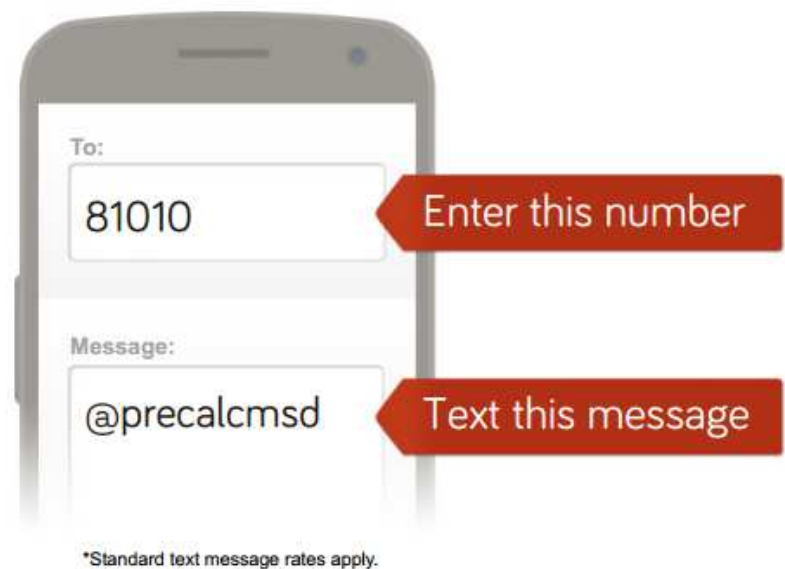 To:
81010
Enter this number
Message:
@precalcmsd
Text this message
*Standard text message rates apply.